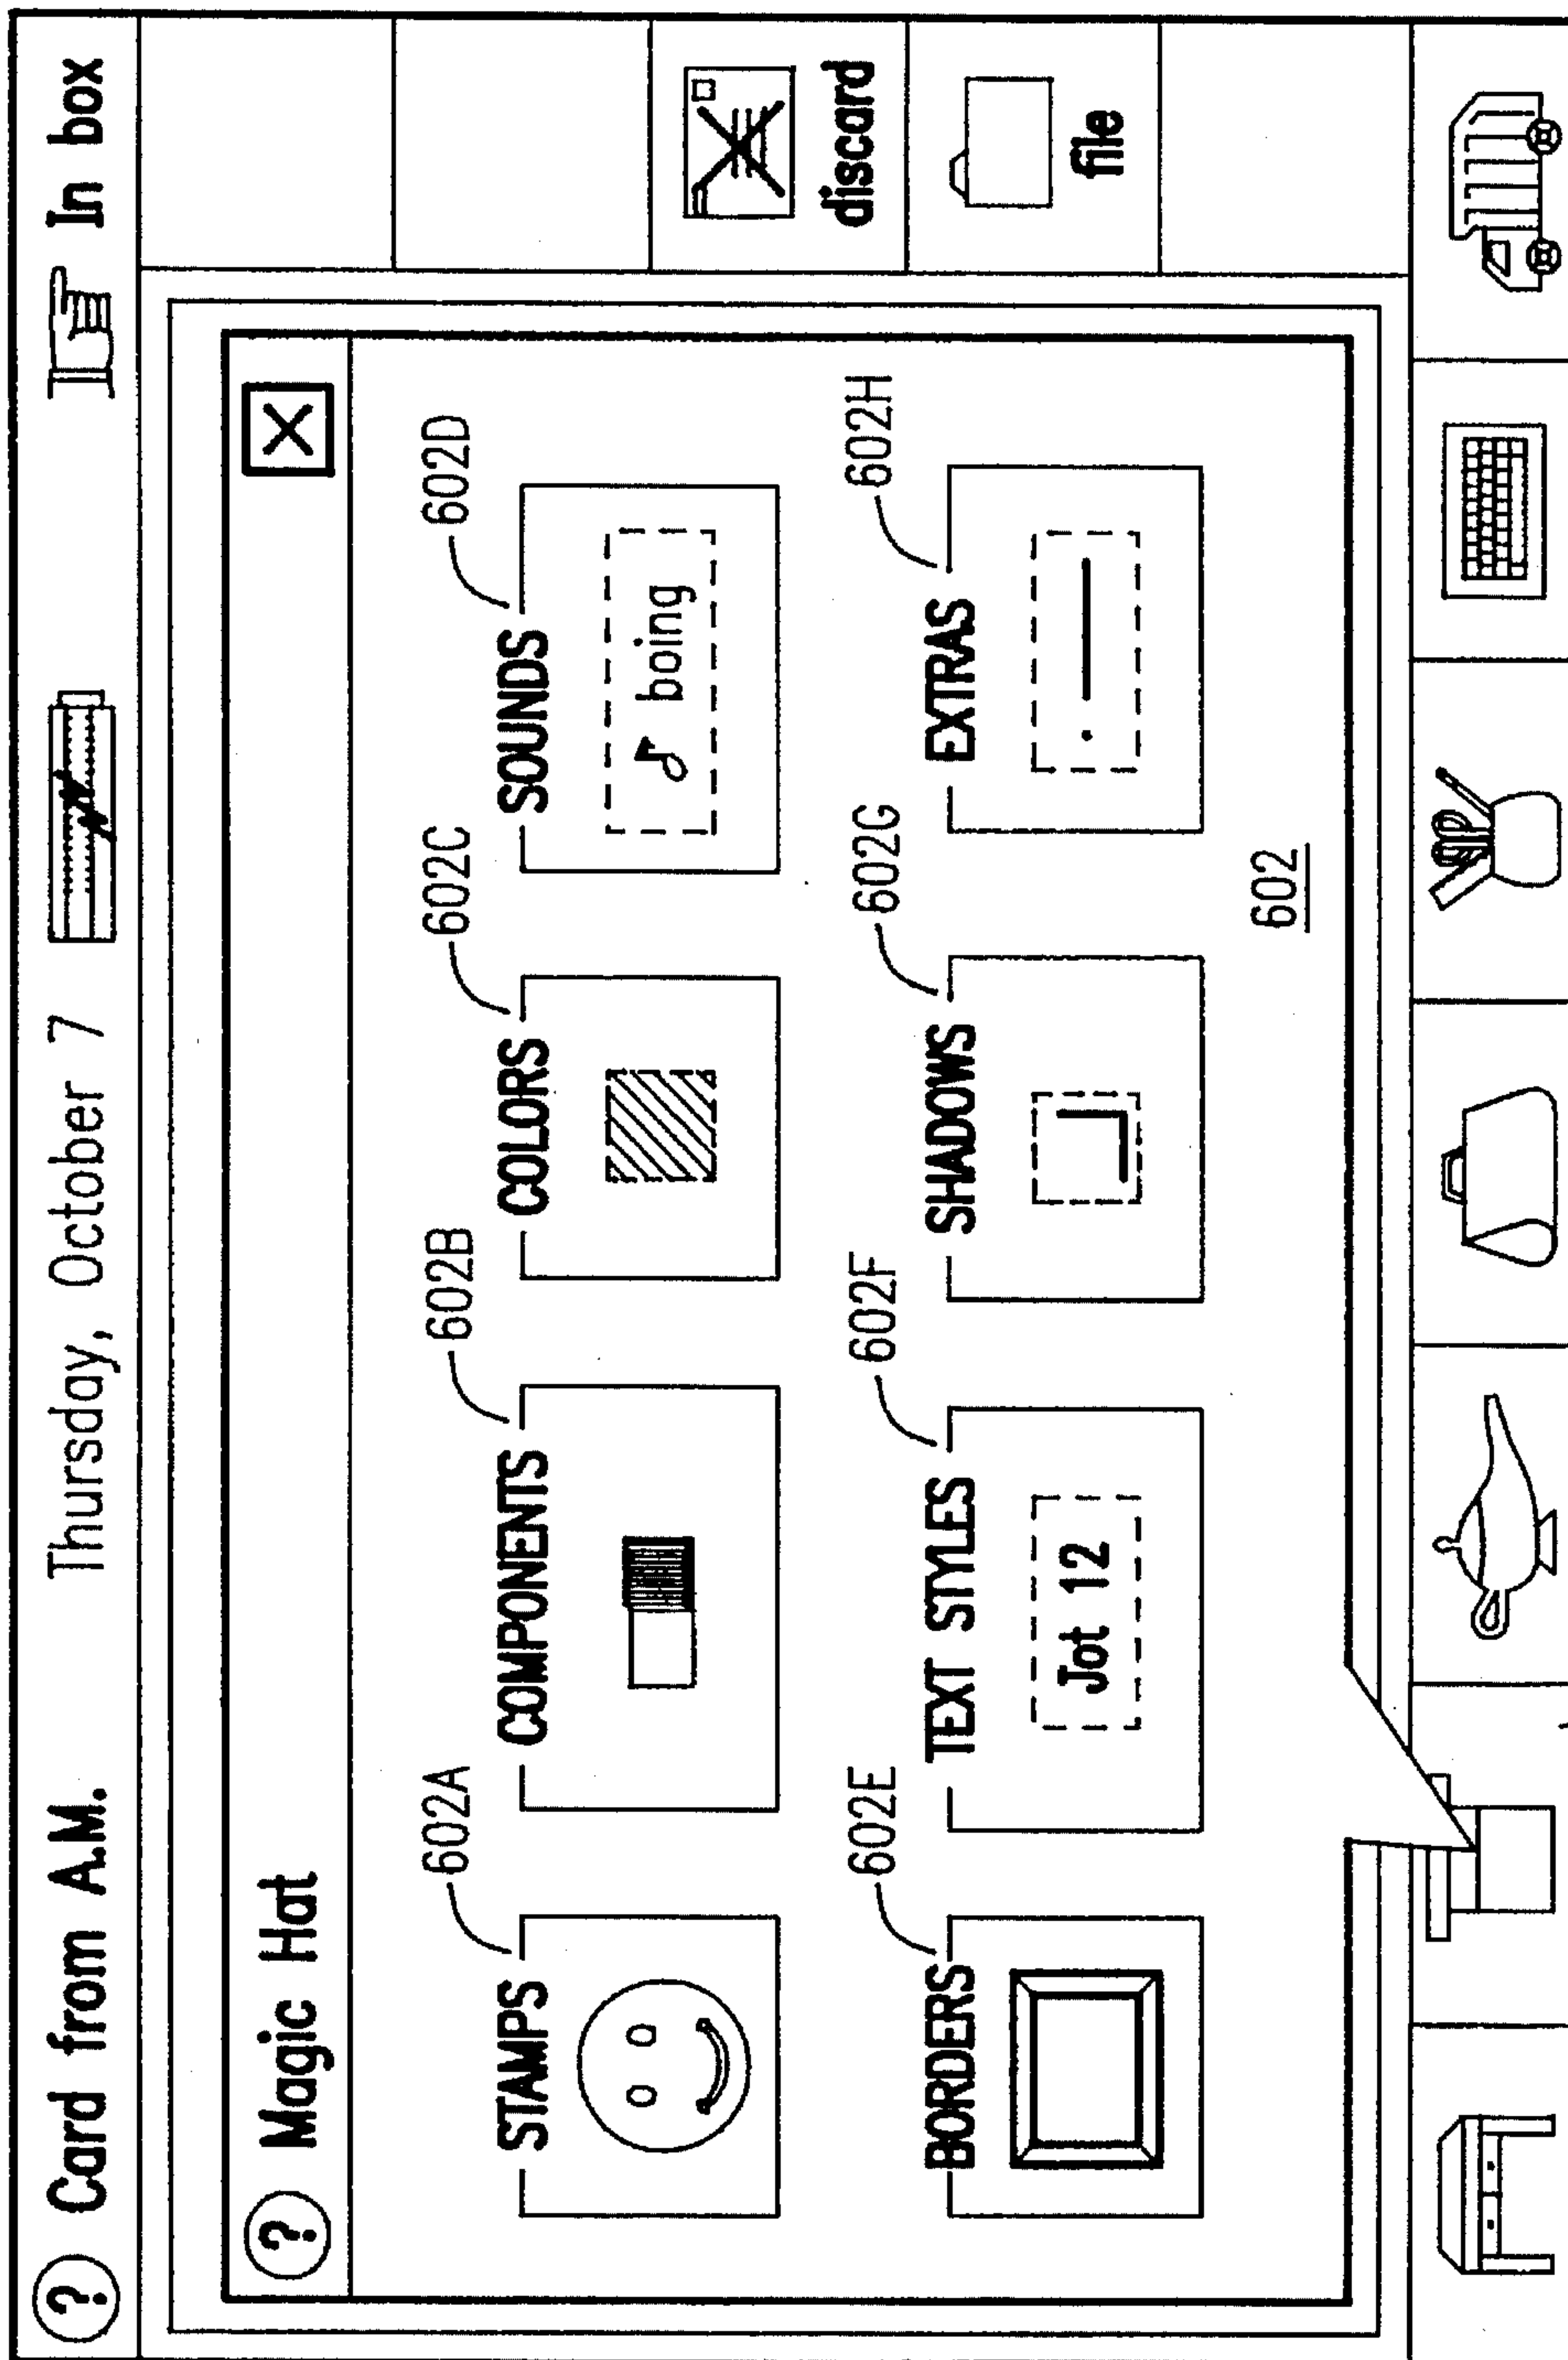 ? Card from A.M. Thursday, October 7 In box
? Magic Hat X
602A 602B 602C 602D
STAMPS COMPONENTS COLORS SOUNDS
boing
602E 602F 602G 602H
BORDERS TEXT STYLES SHADOWS EXTRAS
Jot 12
602
discard
file